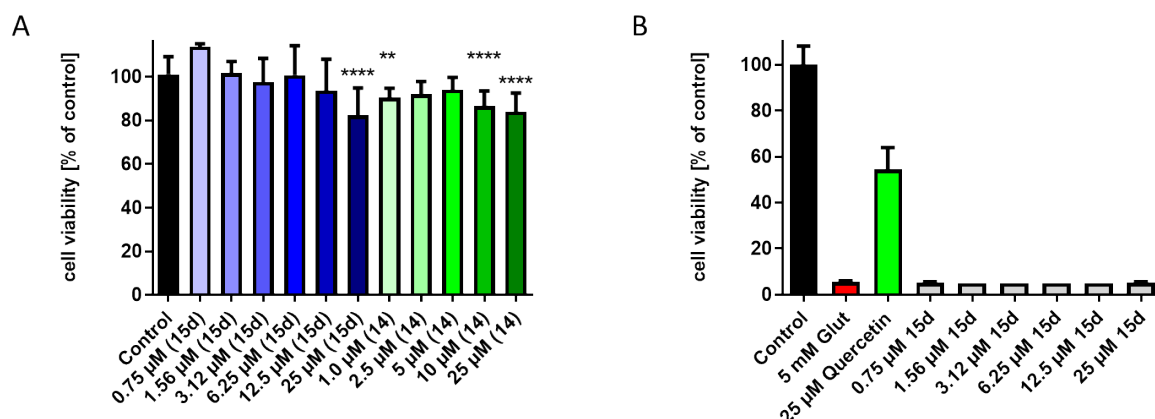 A
cell viability [% of control]
100
80
60
40
20
0
****
**
****
****
Control
0.75 µM (15d)
1.56 µM (15d)
3.12 µM (15d)
6.25 µM (15d)
12.5 µM (15d)
25 µM (15d)
1.0 µM (14)
2.5 µM (14)
5 µM (14)
10 µM (14)
25 µM (14)
B
cell viability [% of control]
100
80
60
40
20
0
Control
5 mM Glut
25 µM Quercetin
0.75 µM 15d
1.56 µM 15d
3.12 µM 15d
6.25 µM 15d
12.5 µM 15d
25 µM 15d